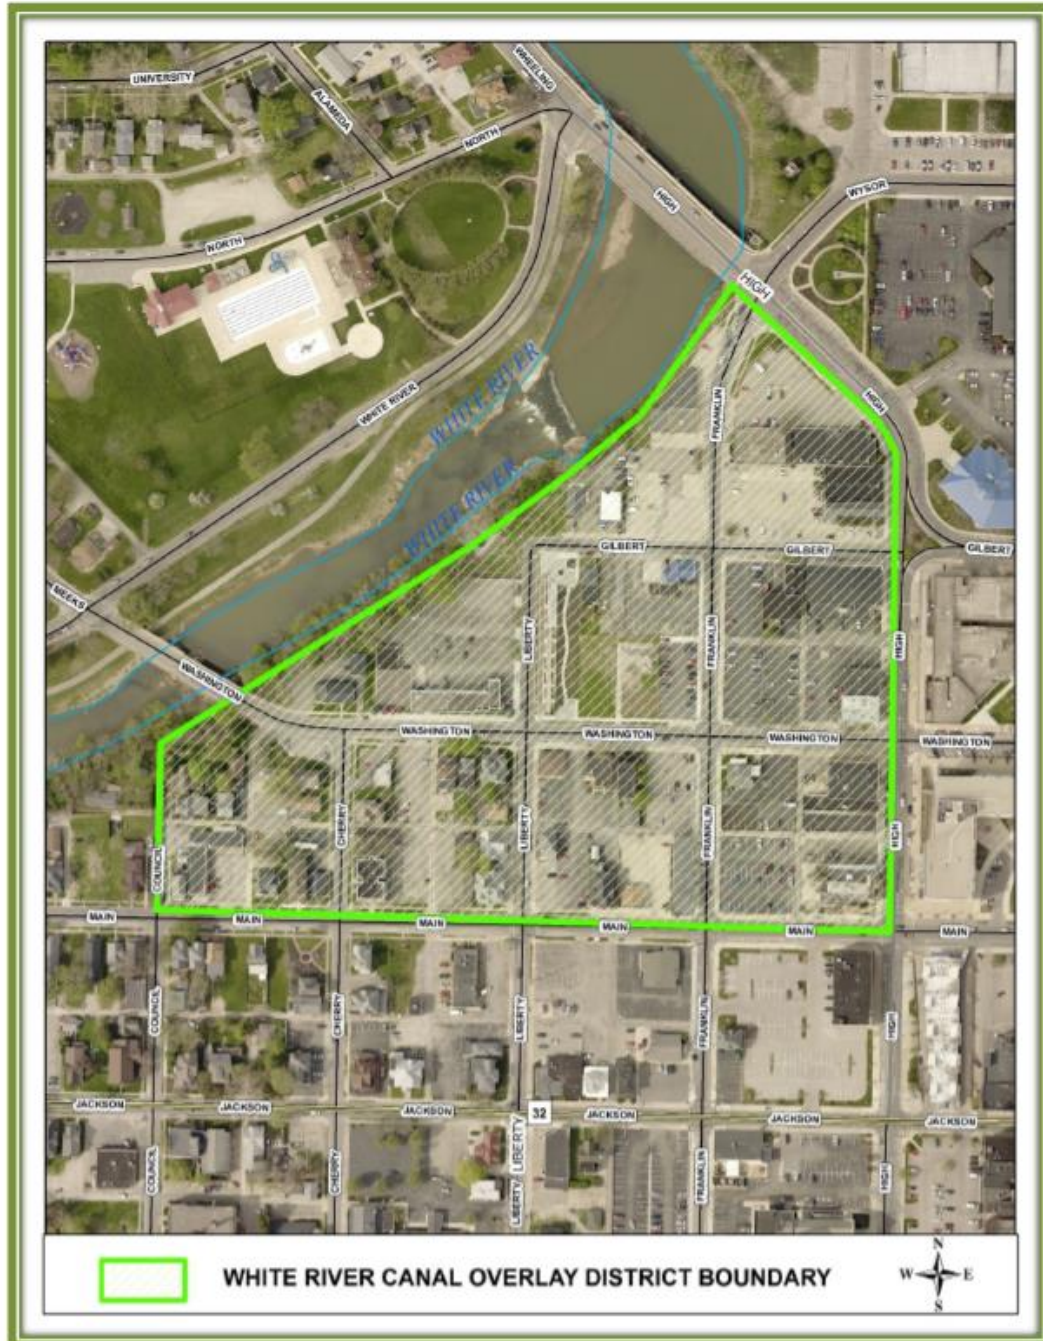 WHEELING
UNIVERSITY
ALAMEDA
NORTH
HIGH
WYSOR
NORTH
HIGH
WHITE RIVER
WHITE RIVER
HIGH
FRANKLIN
WHITE RIVER
GILBERT
GILBERT
GILBERT
MEEKS
LIBERTY
FRANKLIN
HIGH
WASHINGTON
WASHINGTON
WASHINGTON
WASHINGTON
WASHINGTON
CHERRY
LIBERTY
FRANKLIN
HIGH
COUNCIL
MAIN
MAIN
MAIN
MAIN
MAIN
MAIN
COUNCIL
CHERRY
LIBERTY
FRANKLIN
HIGH
JACKSON
JACKSON
JACKSON
32
JACKSON
JACKSON
JACKSON
COUNCIL
CHERRY
LIBERTY
LIBERTY
FRANKLIN
HIGH
WHITE RIVER CANAL OVERLAY DISTRICT BOUNDARY
N
W
E
S